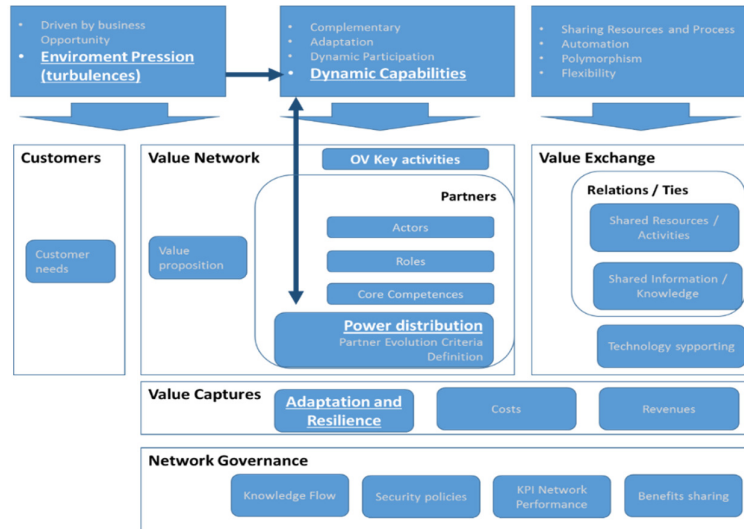 • Driven by business
Opportunity
• Enviroment Pression
(turbulences)
• Complementary
• Adaptation
• Dynamic Participation
• Dynamic Capabilities
• Sharing Resources and Process
• Automation
• Polymorphism
• Flexibility
Customers
Customer
needs
Value Network
OV Key activities
Value
proposition
Partners
Actors
Roles
Core Competences
Power distribution
Partner Evolution Criteria
Definition
Value Exchange
Relations / Ties
Shared Resources /
Activities
Shared Information /
Knowledge
Technology sypporting
Value Captures
Adaptation and
Resilience
Costs
Revenues
Network Governance
Knowledge Flow
Security policies
KPI Network
Performance
Benefits sharing